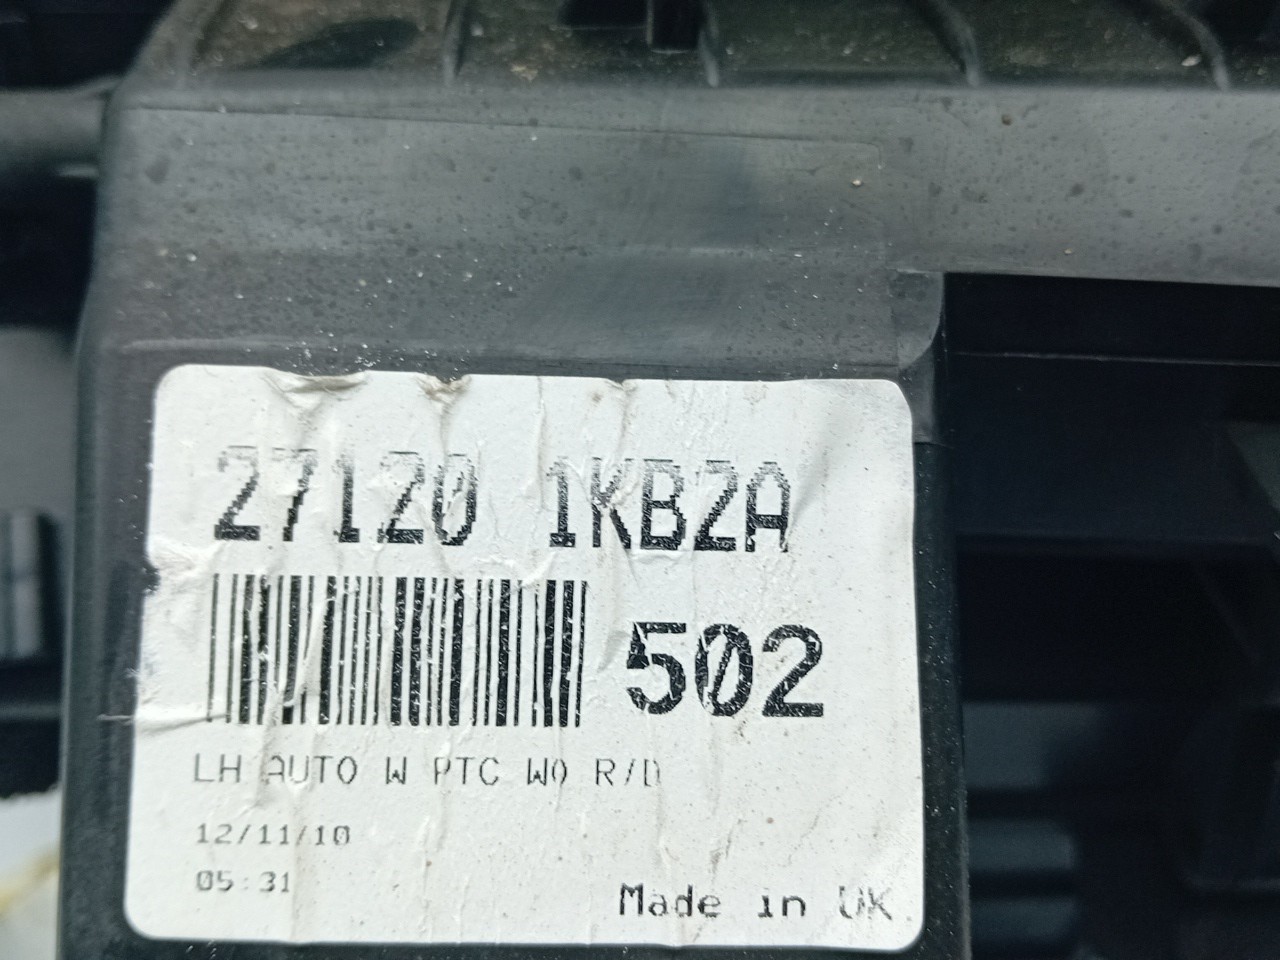 27120 1KB2A
502
LH AUTO W PTC WO R/D
12/11/10
05:31
Made in UK